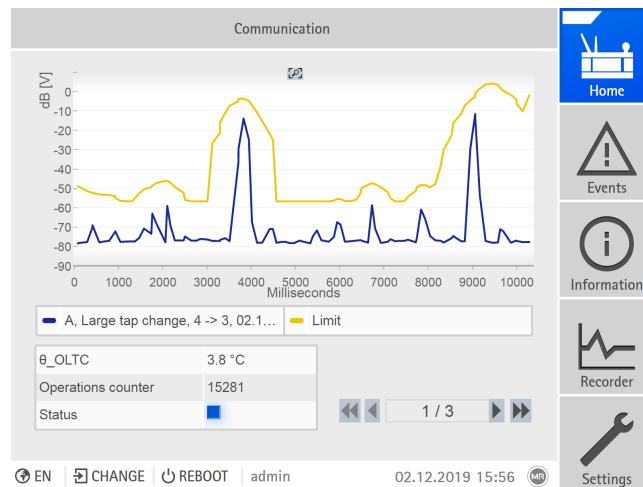 Communication
Home
dB [V]
0
-10
-20
-30
-40
-50
-60
-70
-80
-90
0 1000 2000 3000 4000 5000 6000 7000 8000 9000 10000
Milliseconds
Events
Information
A, Large tap change, 4 -> 3, 02.1… Limit
θ_OLTC 3.8 °C
Operations counter 15281
Status
1 / 3
Recorder
EN CHANGE REBOOT admin 02.12.2019 15:56 MR
Settings